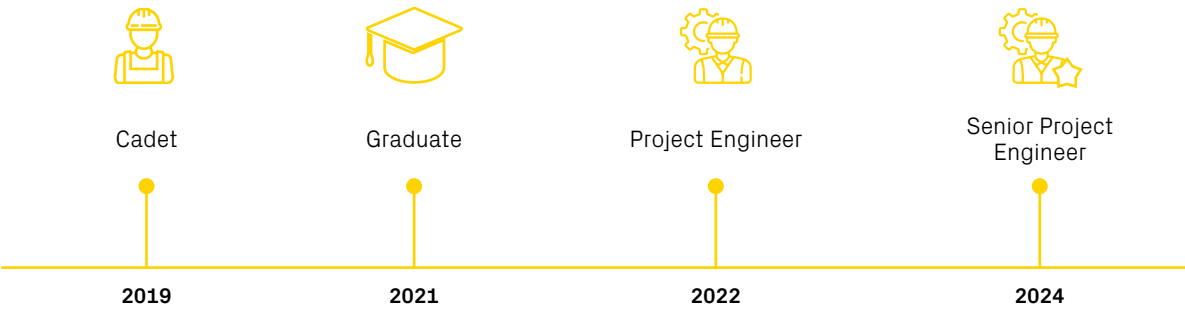 Cadet
Graduate
Project Engineer
Senior Project
Engineer
2019
2021
2022
2024